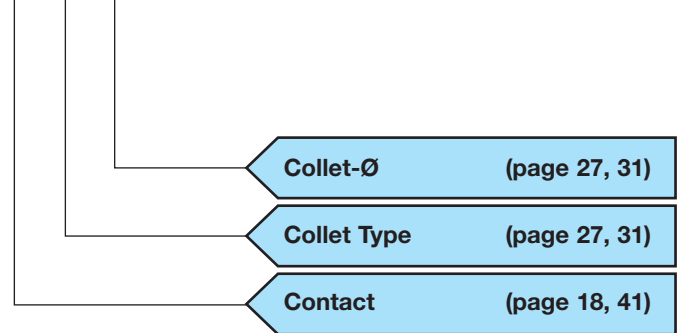 Collet-Ø (page 27, 31)
Collet Type (page 27, 31)
Contact (page 18, 41)